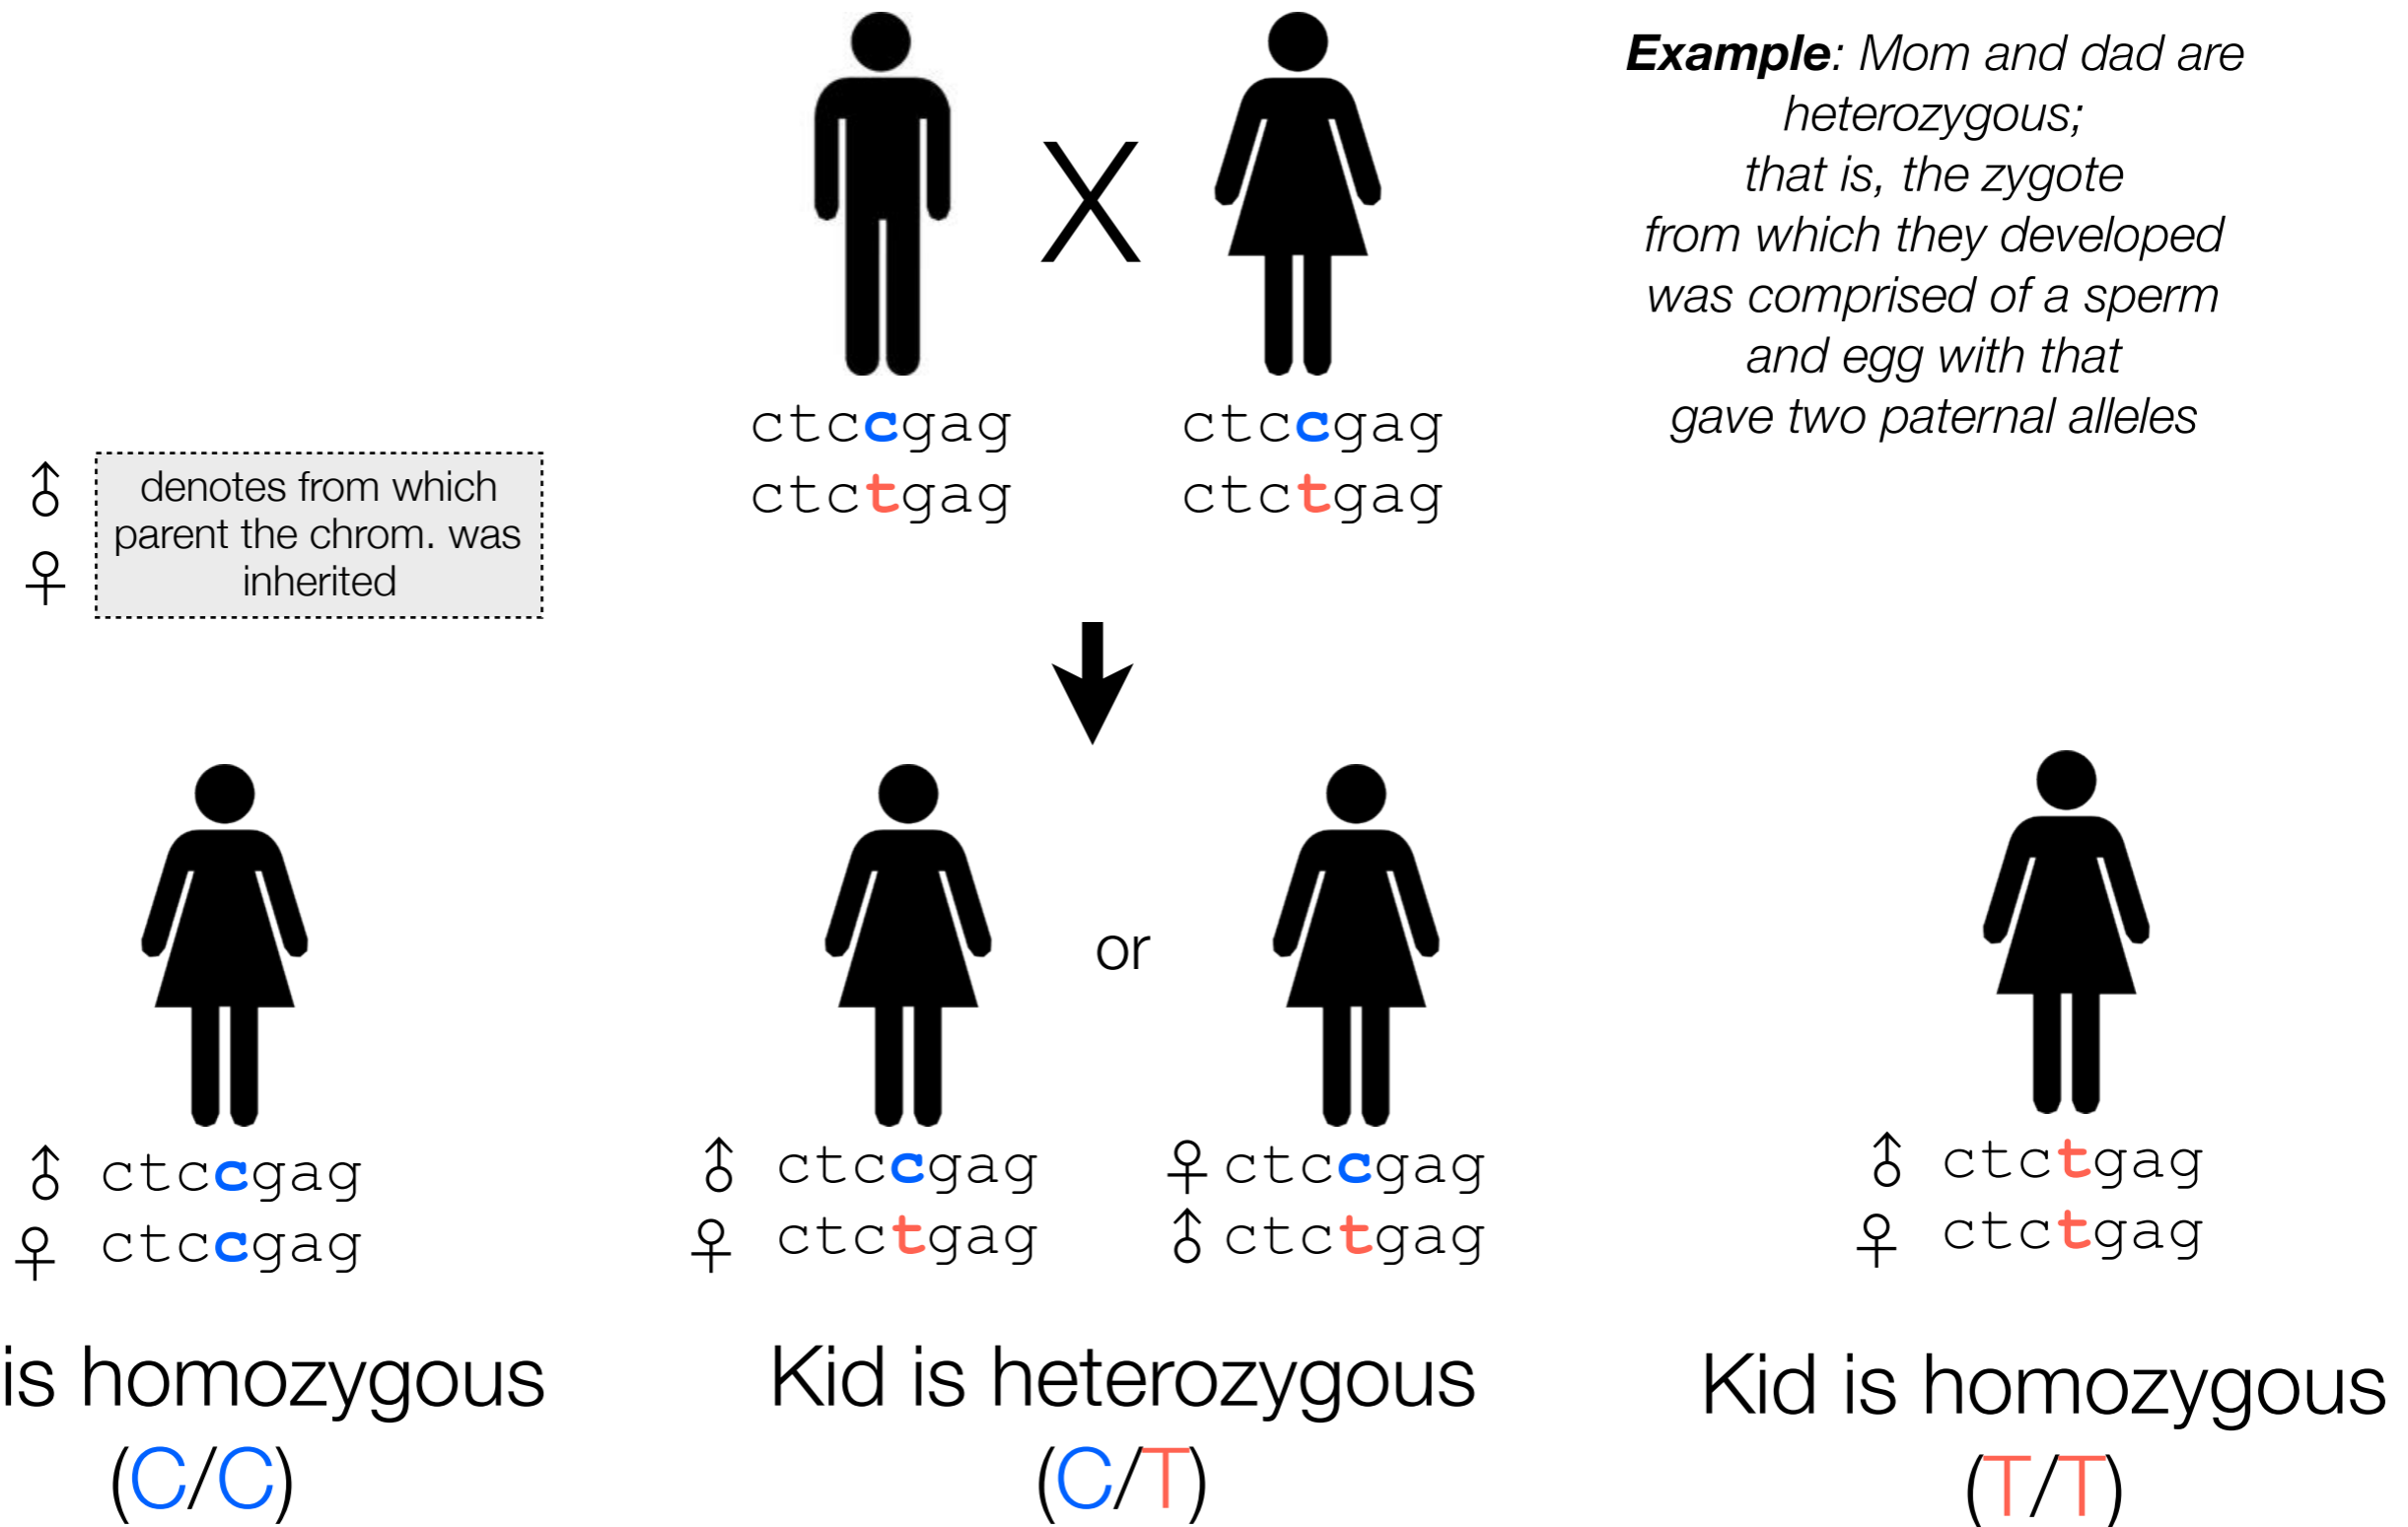 Example: Mom and dad are
heterozygous;
that is, the zygote
from which they developed
was comprised of a sperm
and egg with that
gave two paternal alleles
X
ctccgag
ctctgag
ctccgag
ctctgag
♂
♀
denotes from which
parent the chrom. was
inherited
or
♂ ctccgag
♀ ctccgag
♂ ctccgag
♀ ctctgag
♀ ctccgag
♂ ctctgag
♂ ctctgag
♀ ctctgag
is homozygous
(C/C)
Kid is heterozygous
(C/T)
Kid is homozygous
(T/T)